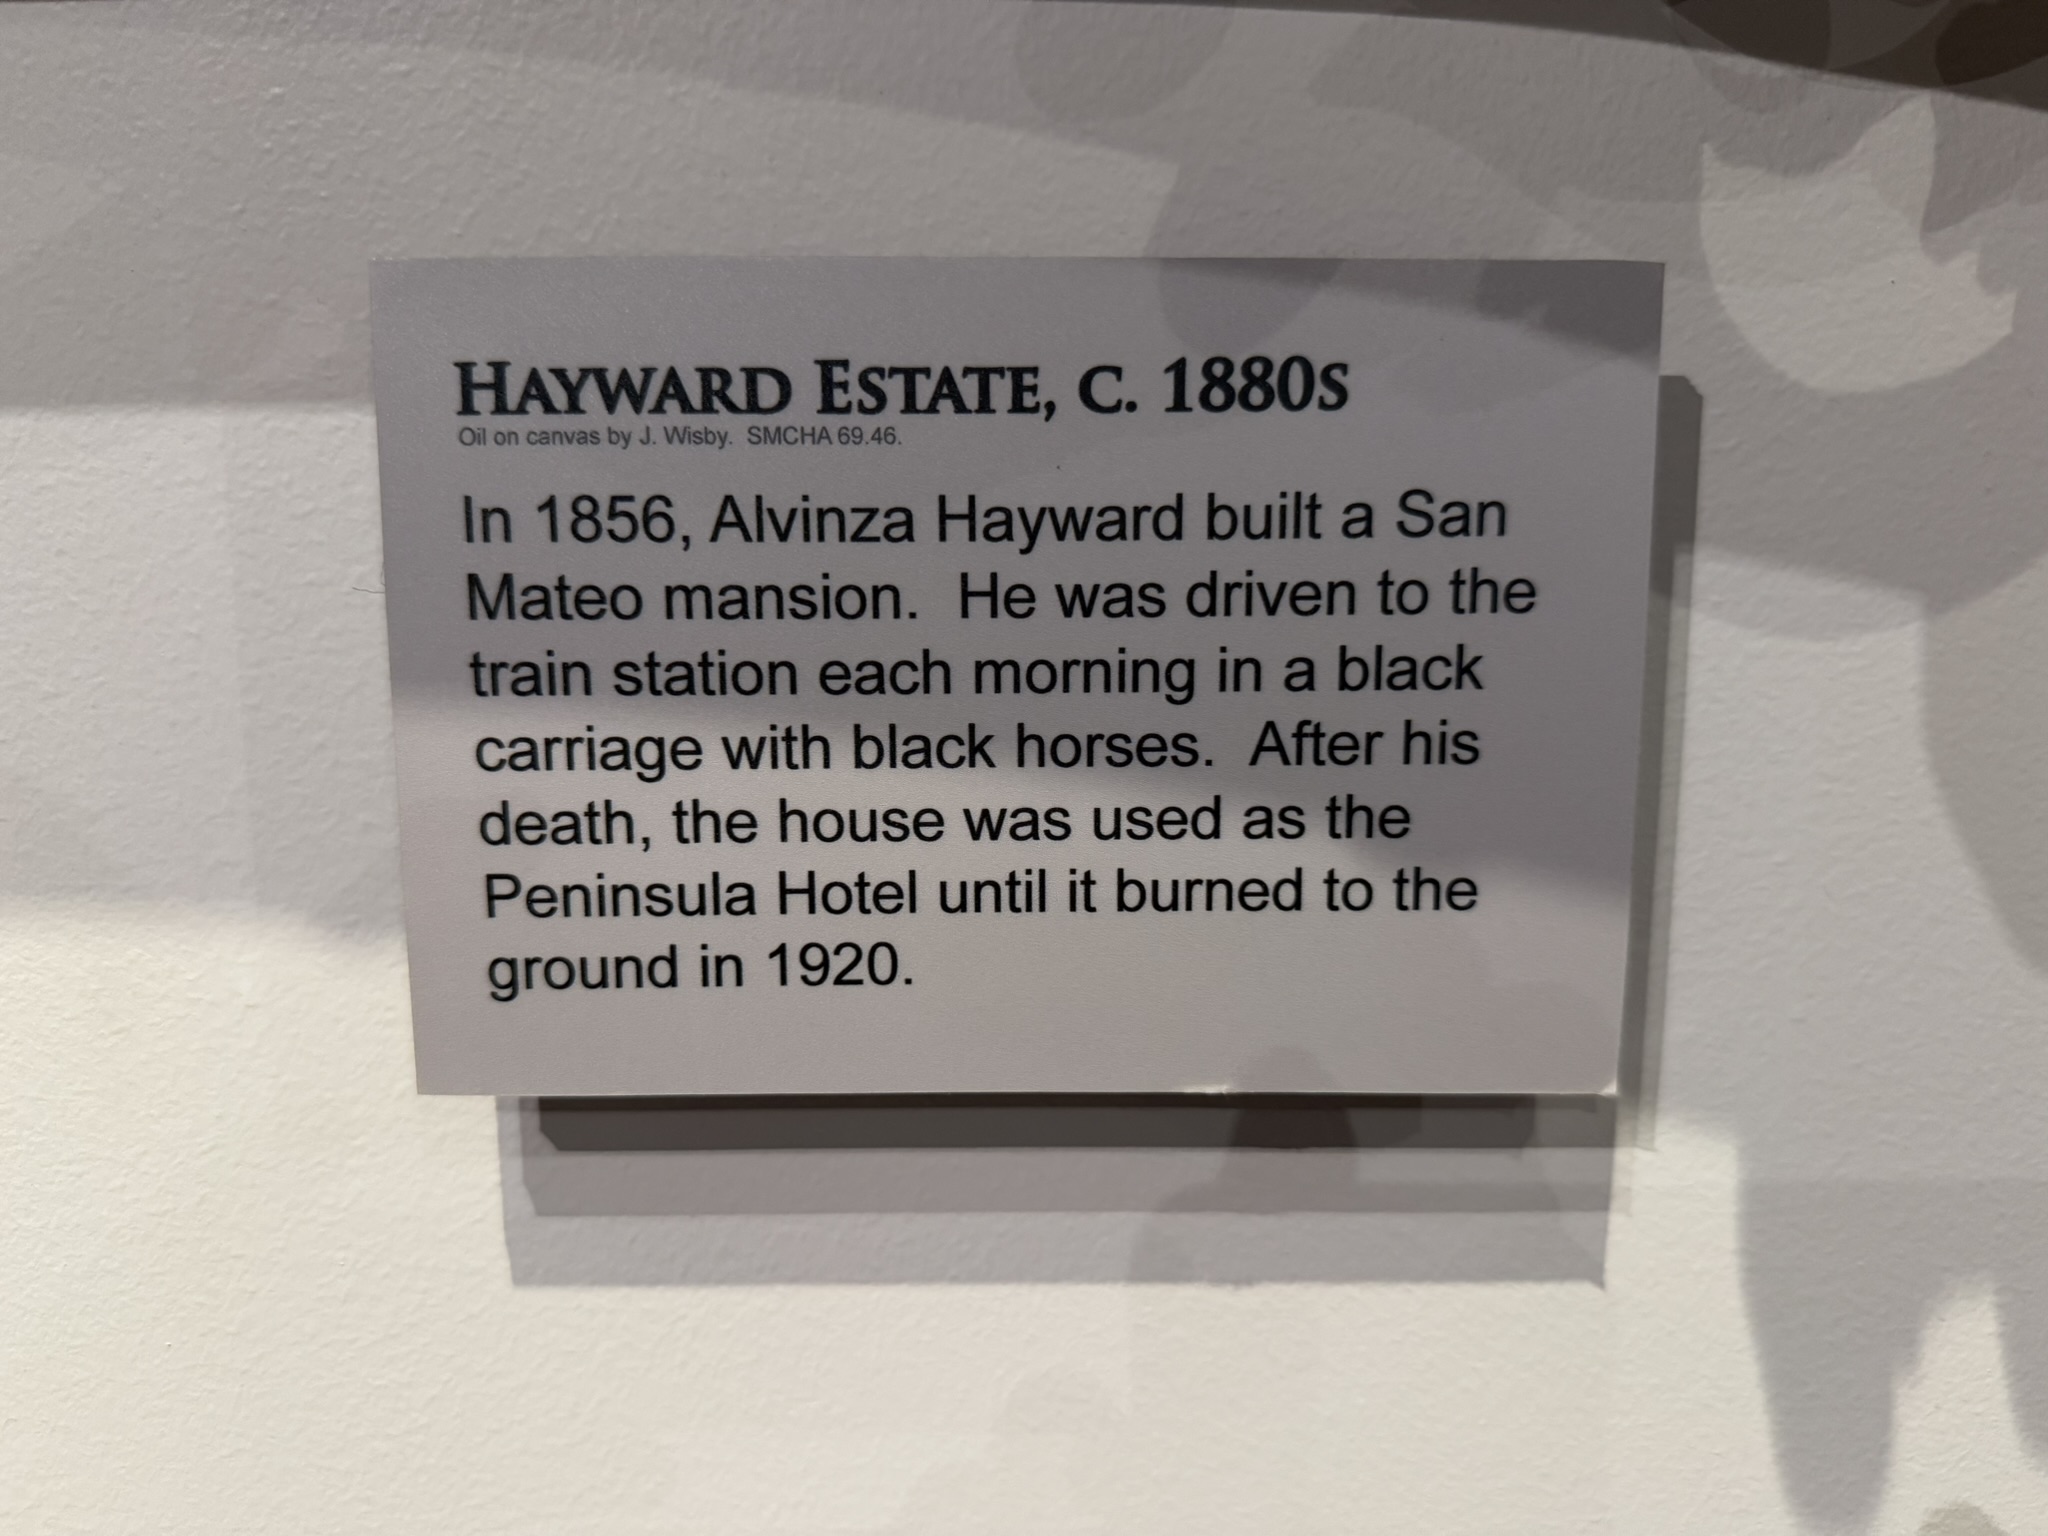 HAYWARD ESTATE, C. 1880S
Oil on canvas by J. Wisby.  SMCHA 69.46.
In 1856, Alvinza Hayward built a San
Mateo mansion.  He was driven to the
train station each morning in a black
carriage with black horses.  After his
death, the house was used as the
Peninsula Hotel until it burned to the
ground in 1920.